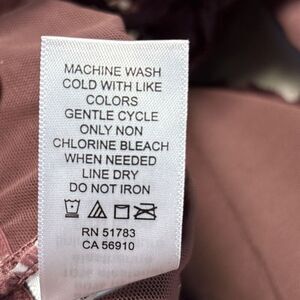 MACHINE WASH
COLD WITH LIKE
COLORS
GENTLE CYCLE
ONLY NON
CHLORINE BLEACH
WHEN NEEDED
LINE DRY
DO NOT IRON
RN 51783
CA 56910